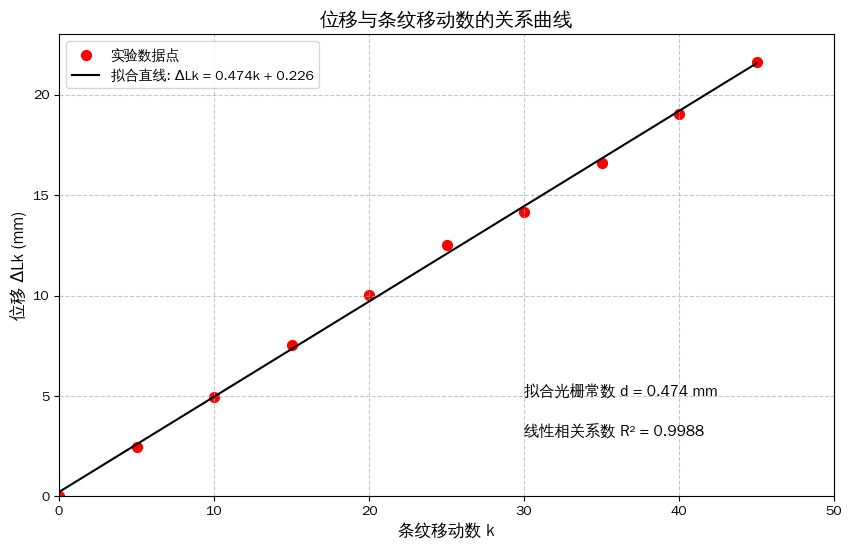 位移与条纹移动数的关系曲线
实验数据点
拟合直线: ΔLk = 0.474k + 0.226
位移 ΔLk (mm)
20
15
10
5
0
拟合光栅常数 d = 0.474 mm
线性相关系数 R² = 0.9988
0 10 20 30 40 50
条纹移动数 k